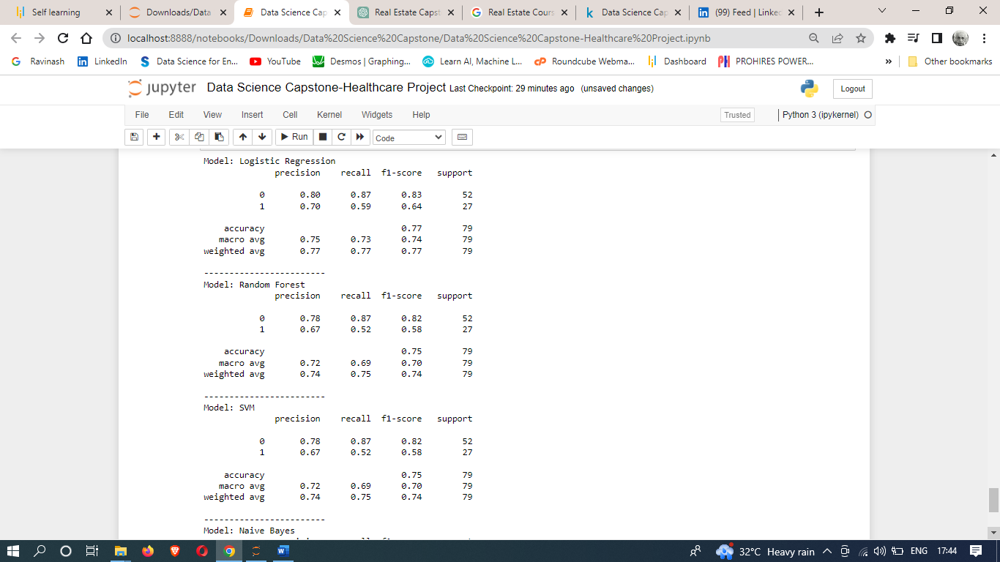 Self learning
Downloads/Data
Data Science Cap
Real Estate Capst
Real Estate Cours
Data Science Cap
(99) Feed | Linke
localhost:8888/notebooks/Downloads/Data%20Science%20Capstone/Data%20Science%20Capstone-Healthcare%20Project.ipynb
Ravinash LinkedIn Data Science for En... YouTube Desmos | Graphing... Learn AI, Machine L... Roundcube Webma... Dashboard PROHIRES POWER... » Other bookmarks
jupyter Data Science Capstone-Healthcare Project Last Checkpoint: 29 minutes ago (unsaved changes) Logout
File Edit View Insert Cell Kernel Widgets Help Trusted Python 3 (ipykernel)
Run Code
Model: Logistic Regression
precision recall f1-score support
0 0.80 0.87 0.83 52
1 0.70 0.59 0.64 27
accuracy 0.77 79
macro avg 0.75 0.73 0.74 79
weighted avg 0.77 0.77 0.77 79
------------------------
Model: Random Forest
precision recall f1-score support
0 0.78 0.87 0.82 52
1 0.67 0.52 0.58 27
accuracy 0.75 79
macro avg 0.72 0.69 0.70 79
weighted avg 0.74 0.75 0.74 79
------------------------
Model: SVM
precision recall f1-score support
0 0.78 0.87 0.82 52
1 0.67 0.52 0.58 27
accuracy 0.75 79
macro avg 0.72 0.69 0.70 79
weighted avg 0.74 0.75 0.74 79
------------------------
Model: Naive Bayes
32°C Heavy rain ENG 17:44